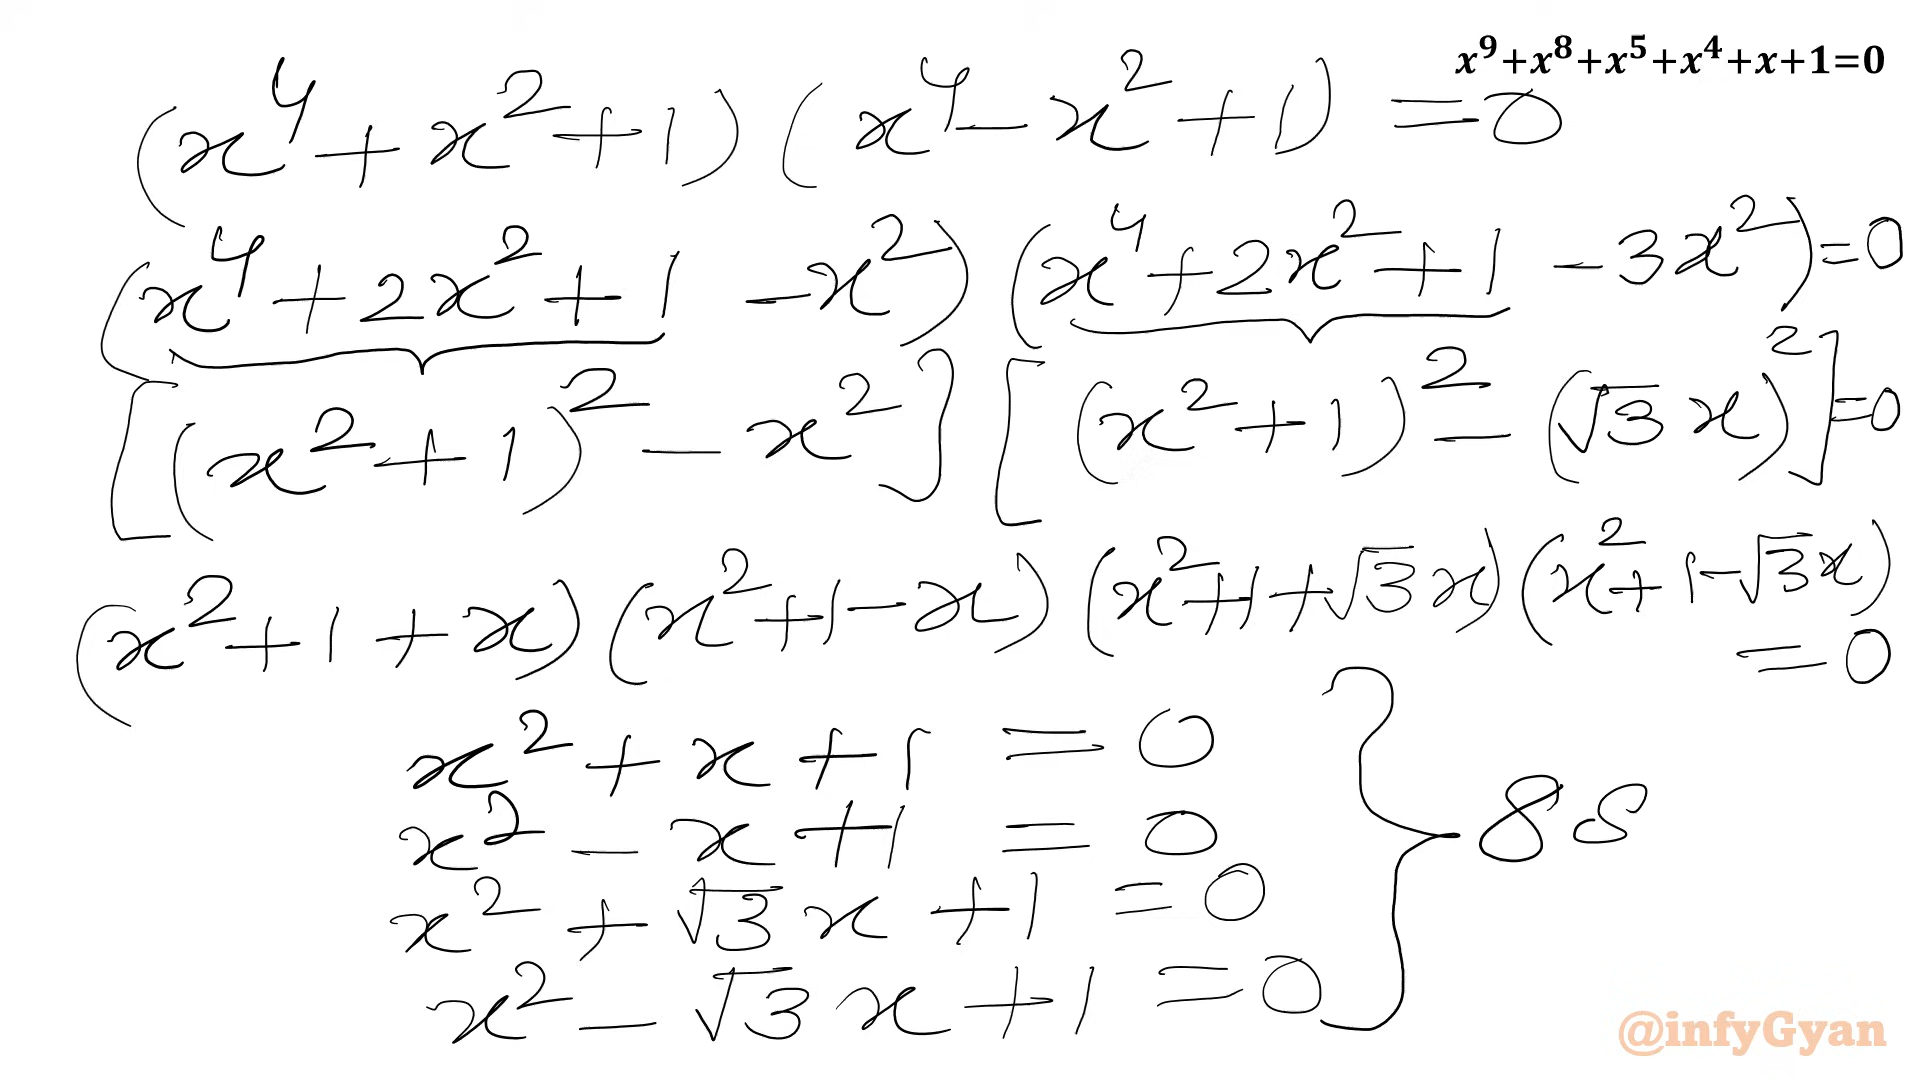 x⁹+x⁸+x⁵+x⁴+x+1=0
(x⁴+x²+1)(x⁴-x²+1)=0
(x⁴+2x²+1-x²)(x⁴+2x²+1-3x²)=0
[(x²+1)²-x²][(x²+1)²-(√3x)²]=0
(x²+1+x)(x²+1-x)(x²+1+√3x)(x²+1-√3x)
=0
x²+x+1=0
x²-x+1=0
x²+√3x+1=0
x²-√3x+1=0
8S
@infyGyan